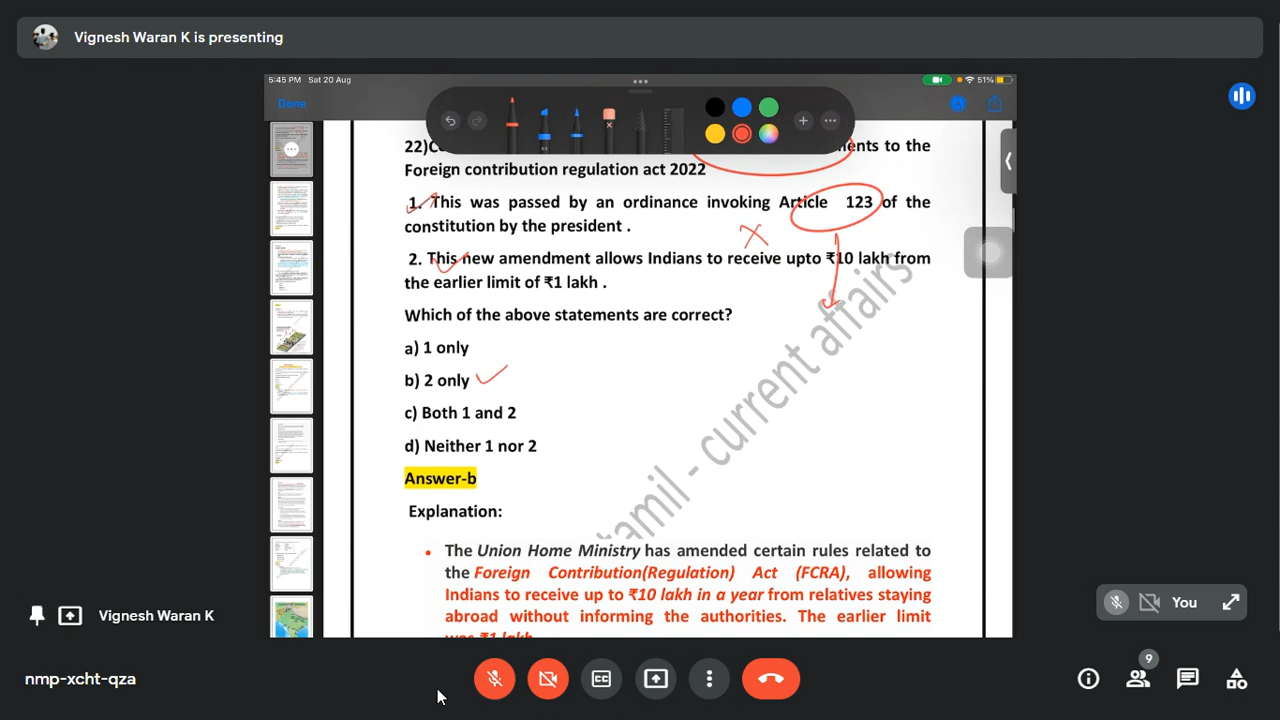 Vignesh Waran K is presenting
5:45 PM Sat 20 Aug
51%
Done
22)
ents to the
Foreign contribution regulation act 2022
1. This was passed by an ordinance invoking Article 123 of the
constitution by the president .
2. This new amendment allows Indians to receive upto ₹10 lakh from
the earlier limit of ₹1 lakh .
Which of the above statements are correct?
a) 1 only
b) 2 only
c) Both 1 and 2
d) Neither 1 nor 2
Answer-b
Explanation:
• The Union Home Ministry has amended certain rules related to
the Foreign Contribution(Regulation) Act (FCRA), allowing
Indians to receive up to ₹10 lakh in a year from relatives staying
abroad without informing the authorities. The earlier limit
was ₹1 lakh
tamil - current affairs
You
Vignesh Waran K
nmp-xcht-qza
CC
9